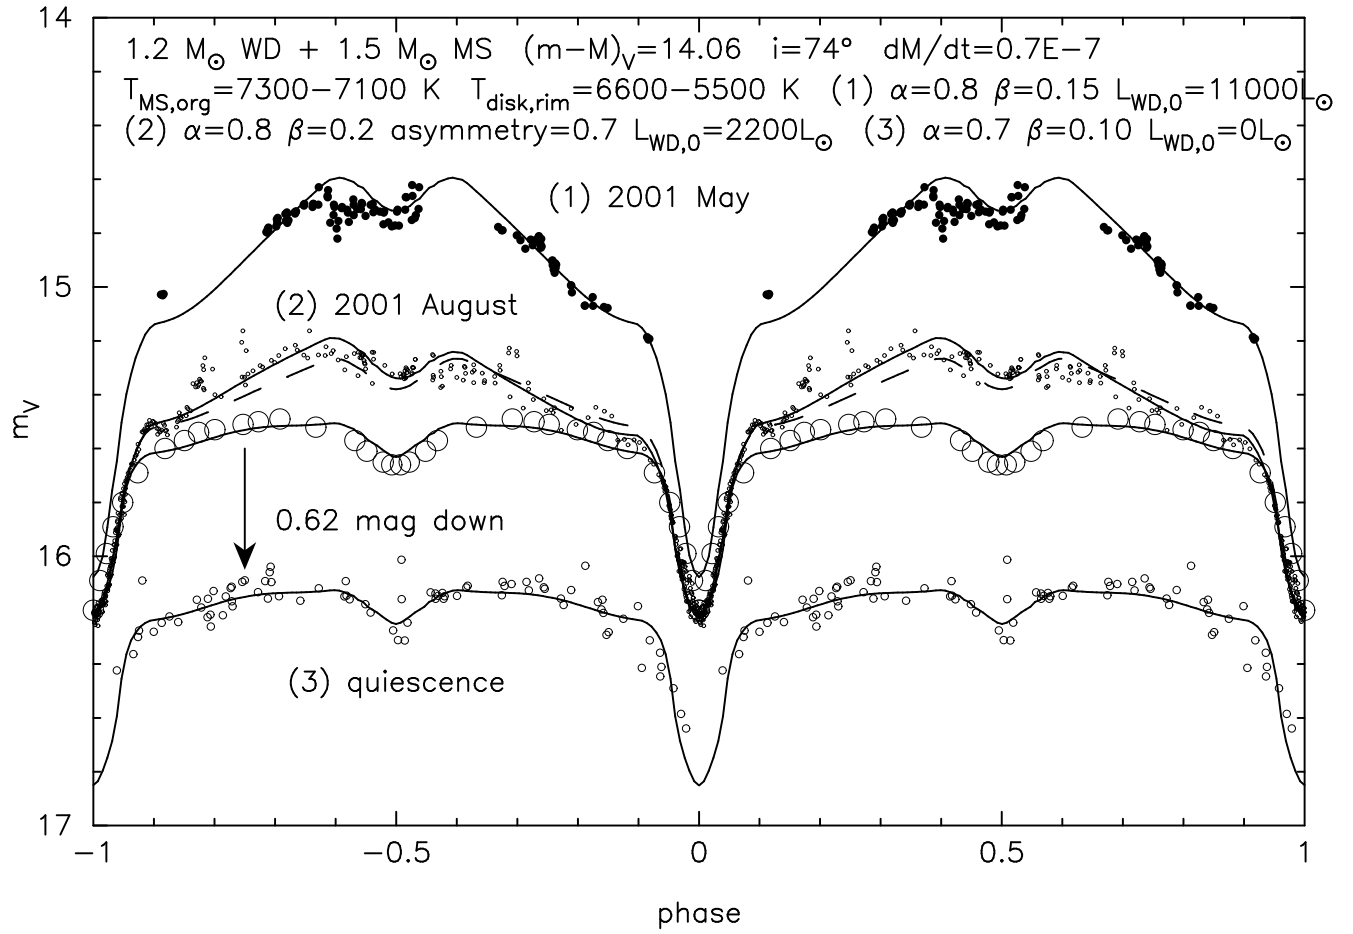 14
1.2 M⊙ WD + 1.5 M⊙ MS (m−M)V=14.06 i=74° dM/dt=0.7E−7
TMS,org=7300−7100 K Tdisk,rim=6600−5500 K (1) α=0.8 β=0.15 LWD,0=11000L⊙
(2) α=0.8 β=0.2 asymmetry=0.7 LWD,0=2200L⊙ (3) α=0.7 β=0.10 LWD,0=0L⊙
(1) 2001 May
15
(2) 2001 August
mV
0.62 mag down
16
(3) quiescence
17
−1 −0.5 0 0.5 1
phase